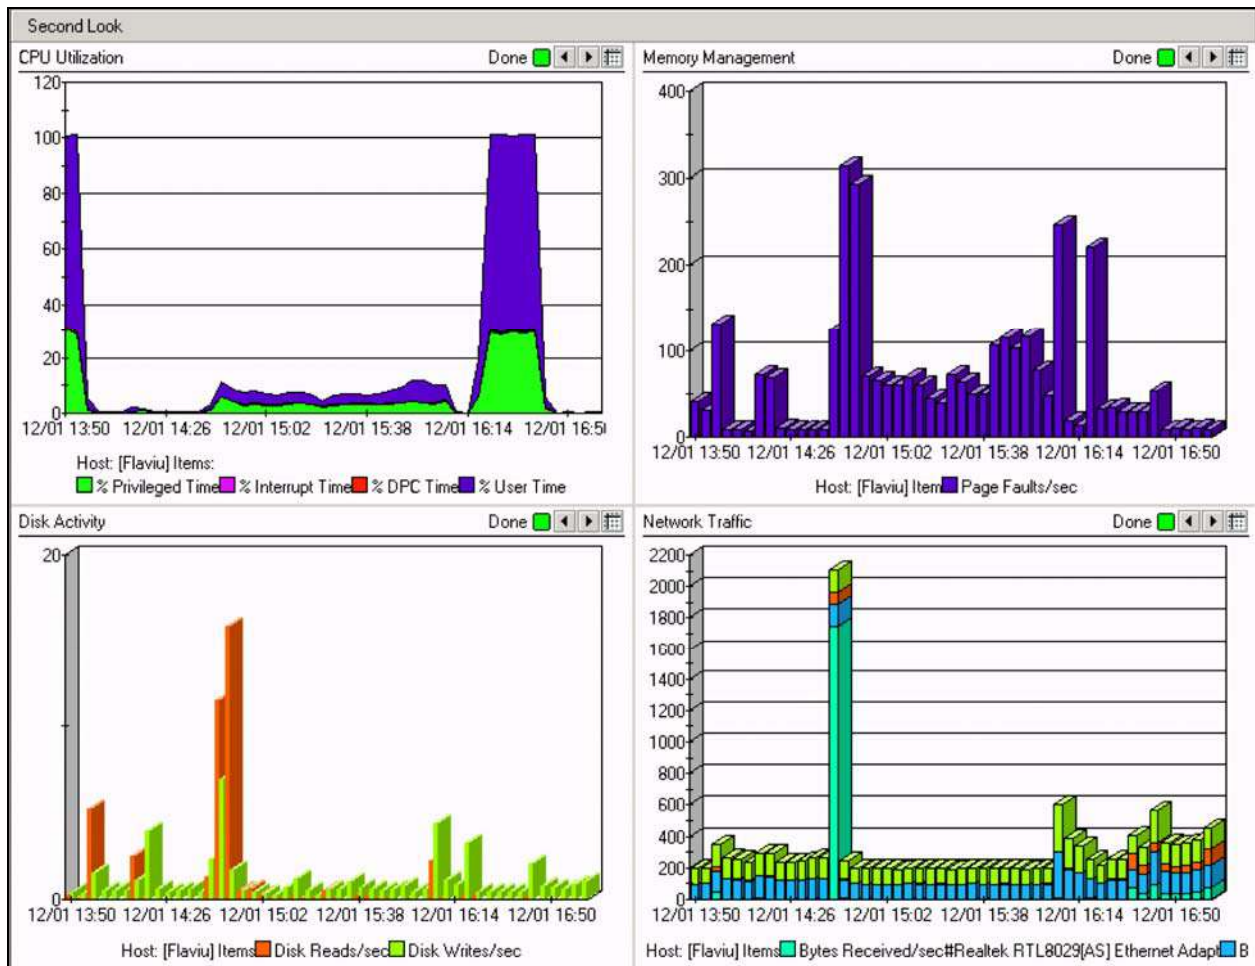 Second Look
CPU Utilization Done
120
100
80
60
40
20
0
12/01 13:50 12/01 14:26 12/01 15:02 12/01 15:38 12/01 16:14 12/01 16:50
Host: [Flaviu] Items:
% Privileged Time % Interrupt Time % DPC Time % User Time
Memory Management Done
400
300
200
100
0
12/01 13:50 12/01 14:26 12/01 15:02 12/01 15:38 12/01 16:14 12/01 16:50
Host: [Flaviu] Item Page Faults/sec
Disk Activity Done
20
0
12/01 13:50 12/01 14:26 12/01 15:02 12/01 15:38 12/01 16:14 12/01 16:50
Host: [Flaviu] Items Disk Reads/sec Disk Writes/sec
Network Traffic Done
2200
2000
1800
1600
1400
1200
1000
800
600
400
200
0
12/01 13:50 12/01 14:26 12/01 15:02 12/01 15:38 12/01 16:14 12/01 16:50
Host: [Flaviu] Items Bytes Received/sec#Realtek RTL8029[AS] Ethernet Adapt B